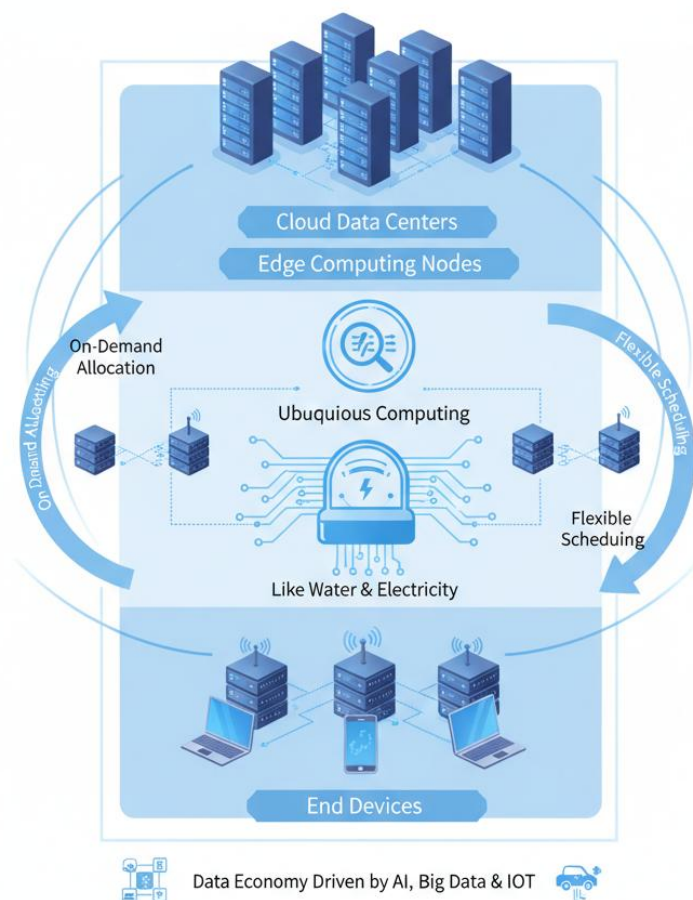 Cloud Data Centers
Edge Computing Nodes
On-Demand
Allocation
Flexible Scheduling
Ubuquious Computing
Flexible
Scheduing
Like Water & Electricity
End Devices
Data Economy Driven by AI, Big Data & IOT